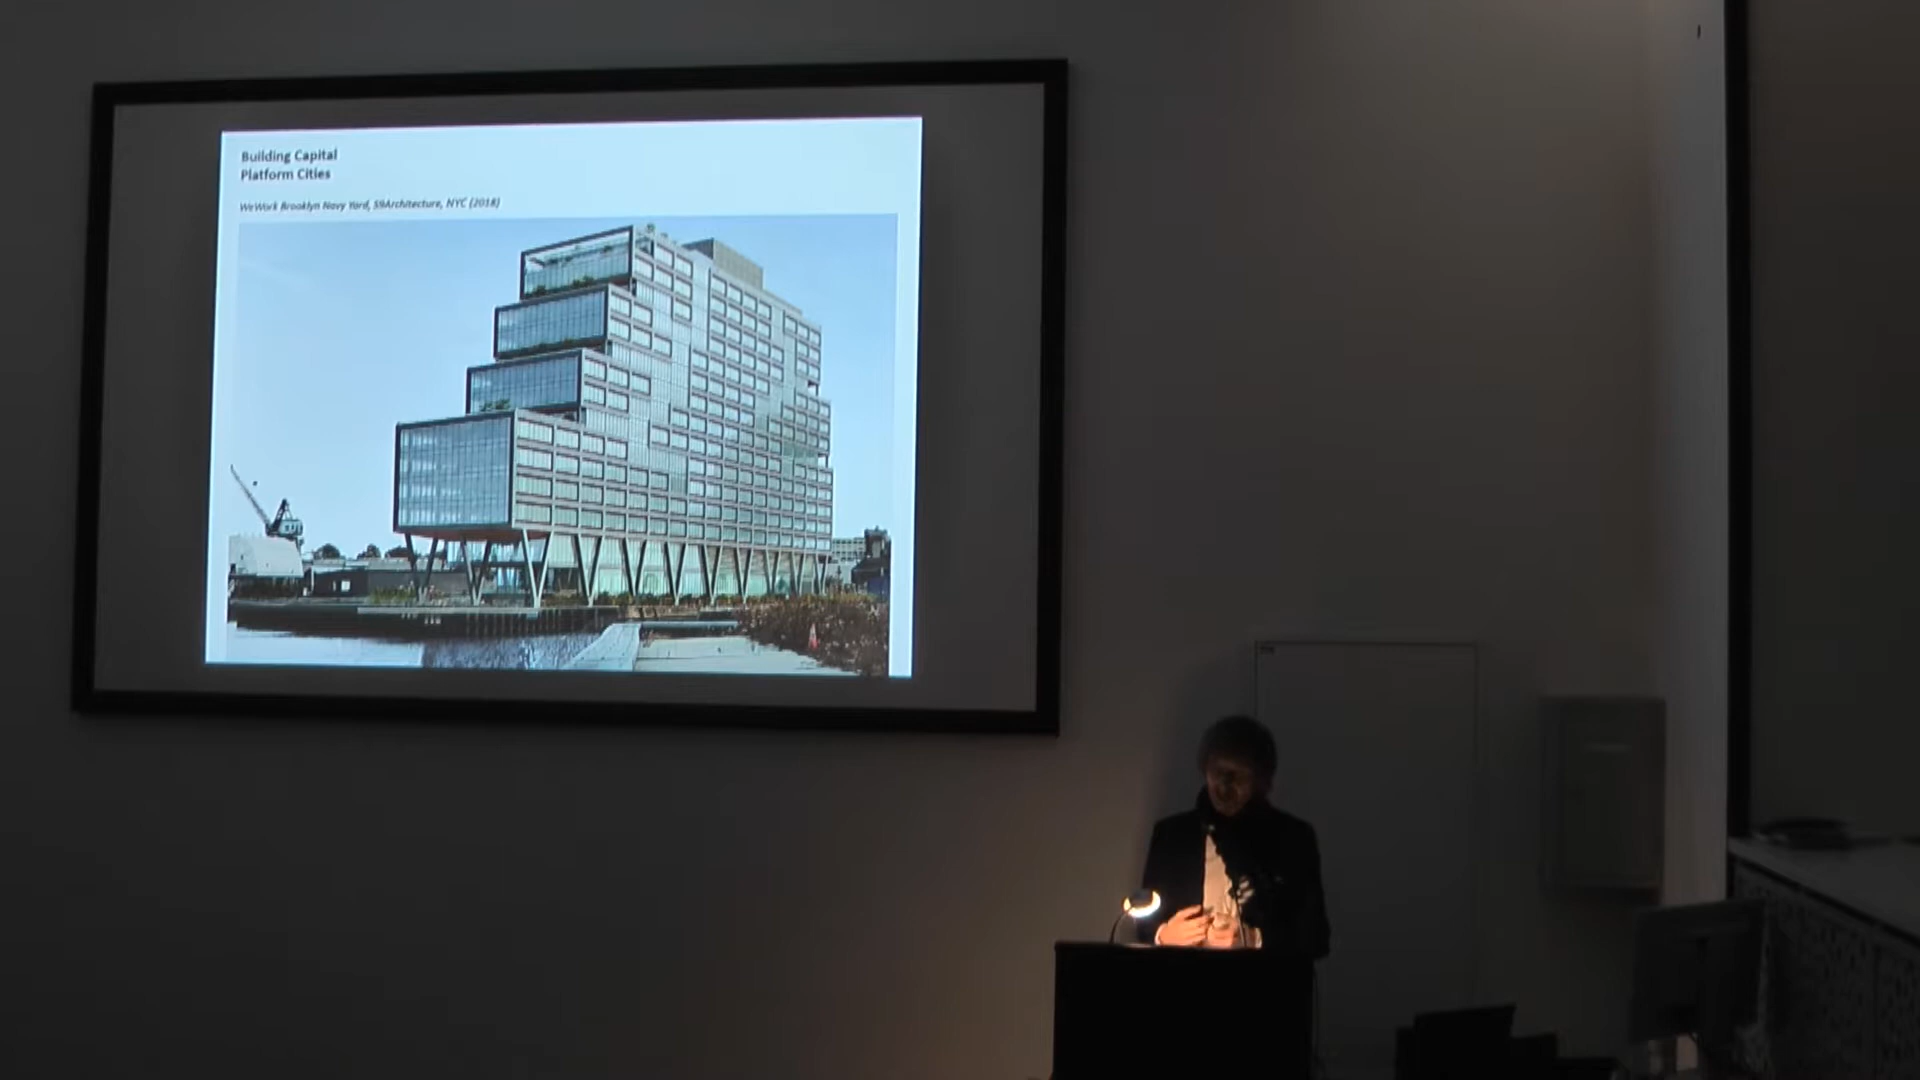 Building Capital
Platform Cities
WeWork Brooklyn Navy Yard, S9Architecture, NYC (2018)